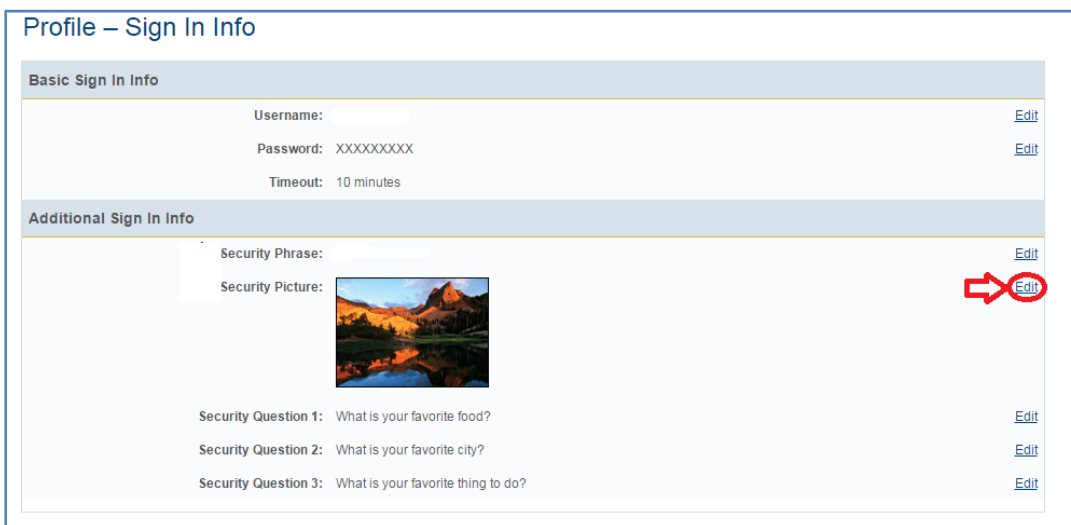 Profile – Sign In Info
Basic Sign In Info
Username: Edit
Password: XXXXXXXXX Edit
Timeout: 10 minutes
Additional Sign In Info
Security Phrase: Edit
Security Picture: Edit
Security Question 1: What is your favorite food? Edit
Security Question 2: What is your favorite city? Edit
Security Question 3: What is your favorite thing to do? Edit